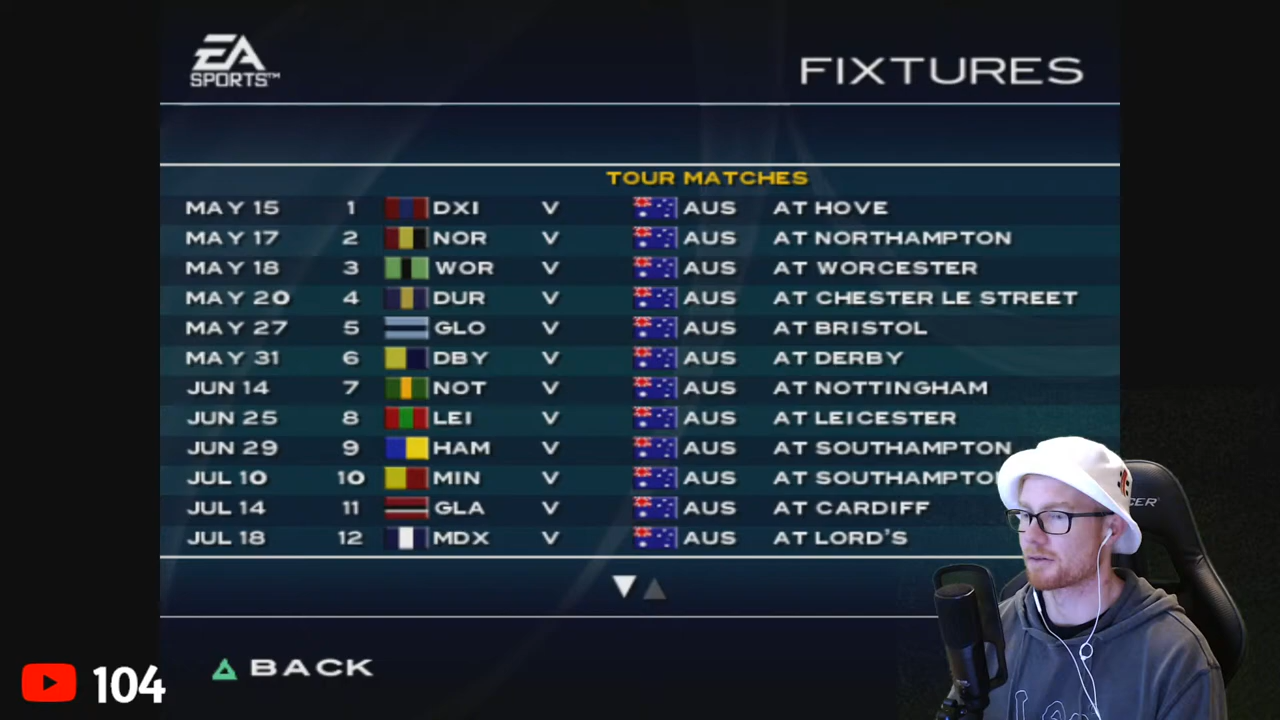 EA
SPORTS™
FIXTURES
TOUR MATCHES
MAY 15 1 DXI V AUS AT HOVE
MAY 17 2 NOR V AUS AT NORTHAMPTON
MAY 18 3 WOR V AUS AT WORCESTER
MAY 20 4 DUR V AUS AT CHESTER LE STREET
MAY 27 5 GLO V AUS AT BRISTOL
MAY 31 6 DBY V AUS AT DERBY
JUN 14 7 NOT V AUS AT NOTTINGHAM
JUN 25 8 LEI V AUS AT LEICESTER
JUN 29 9 HAM V AUS AT SOUTHAMPTON
JUL 10 10 MIN V AUS AT SOUTHAMPTO
JUL 14 11 GLA V AUS AT CARDIFF
JUL 18 12 MDX V AUS AT LORD'S
BACK
104